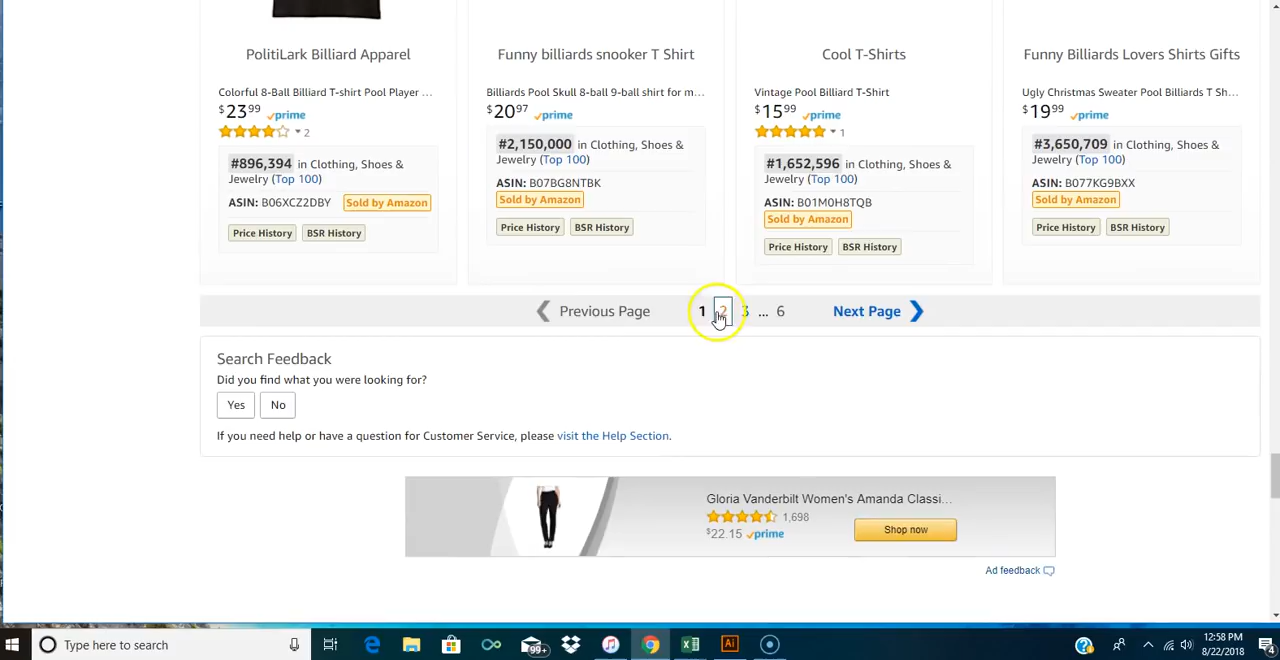 PolitiLark Billiard Apparel
Funny billiards snooker T Shirt
Cool T-Shirts
Funny Billiards Lovers Shirts Gifts
Colorful 8-Ball Billiard T-shirt Pool Player ...
Billiards Pool Skull 8-ball 9-ball shirt for m...
Vintage Pool Billiard T-Shirt
Ugly Christmas Sweater Pool Billiards T Sh...
$23 99 prime
$20 97 prime
$15 99 prime
$19 99 prime
2
1
#896,394 in Clothing, Shoes & Jewelry (Top 100)
ASIN: B06XCZ2DBY Sold by Amazon
Price History BSR History
#2,150,000 in Clothing, Shoes & Jewelry (Top 100)
ASIN: B07BG8NTBK
Sold by Amazon
Price History BSR History
#1,652,596 in Clothing, Shoes & Jewelry (Top 100)
ASIN: B01M0H8TQB
Sold by Amazon
Price History BSR History
#3,650,709 in Clothing, Shoes & Jewelry (Top 100)
ASIN: B077KG9BXX
Sold by Amazon
Price History BSR History
Previous Page 1 2 3 ... 6 Next Page
Search Feedback
Did you find what you were looking for?
Yes No
If you need help or have a question for Customer Service, please visit the Help Section.
Gloria Vanderbilt Women's Amanda Classi...
1,698
$22.15 prime
Shop now
Ad feedback
Type here to search
99+
Ai
12:58 PM
8/22/2018
4